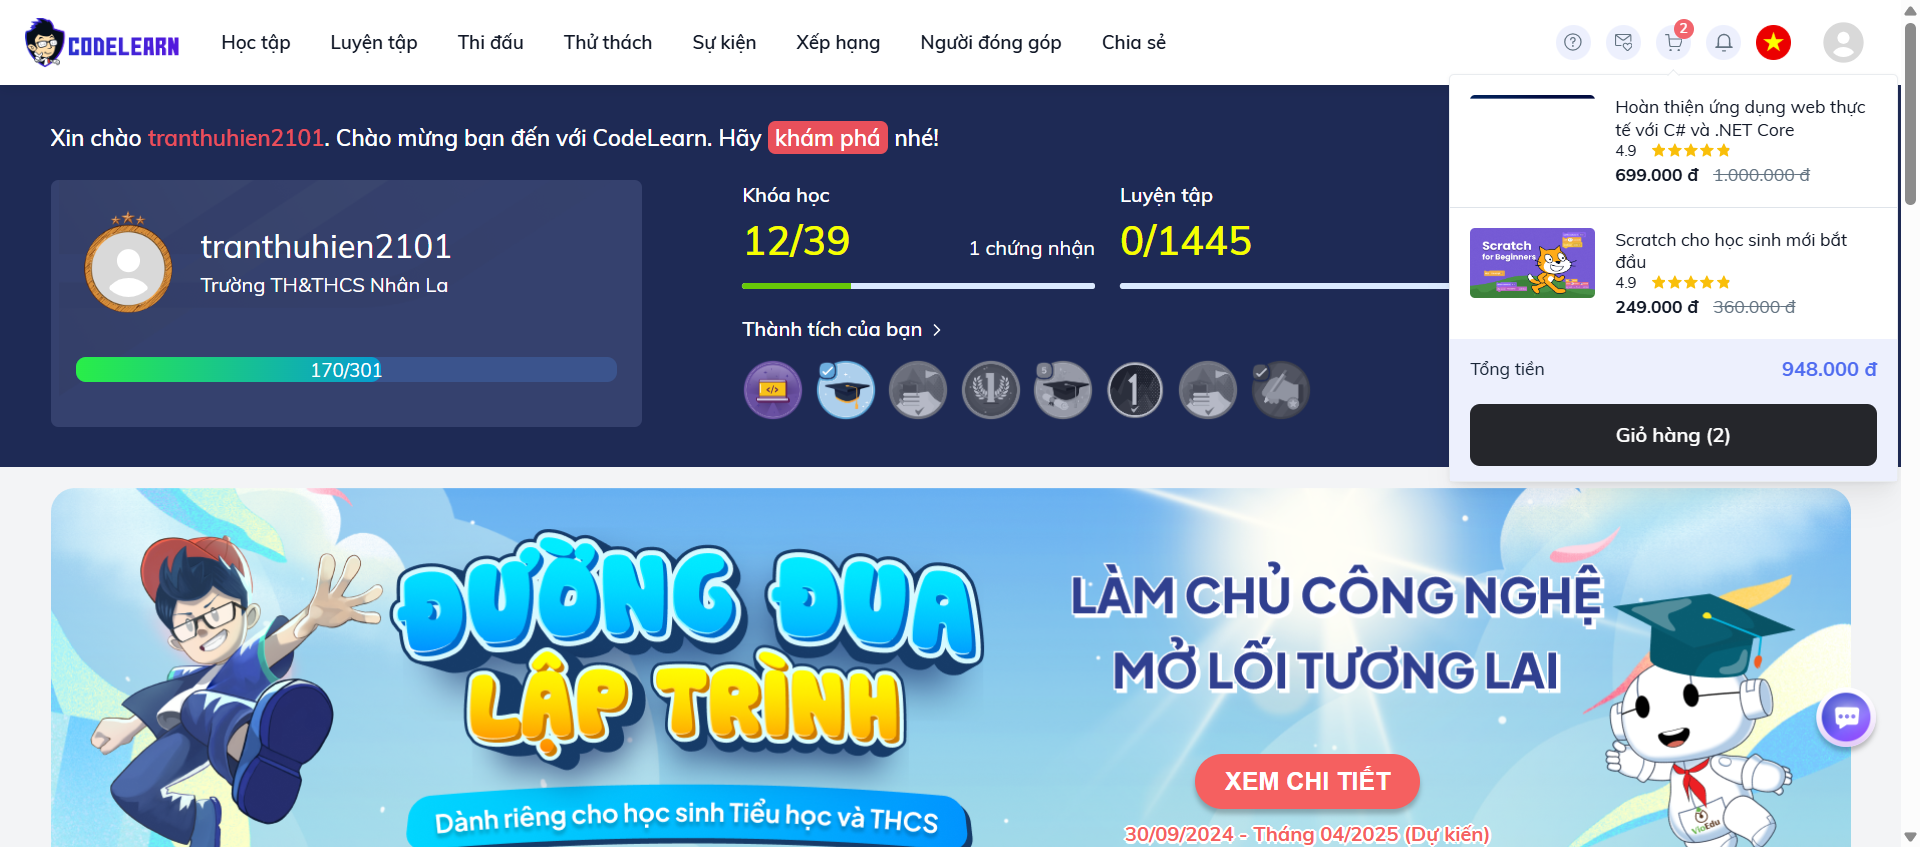 CODELEARN
Học tập
Luyện tập
Thi đấu
Thử thách
Sự kiện
Xếp hạng
Người đóng góp
Chia sẻ
2
Xin chào tranthuhien2101. Chào mừng bạn đến với CodeLearn. Hãy khám phá nhé!
tranthuhien2101
Trường TH&THCS Nhân La
170/301
Khóa học
12/39
1 chứng nhận
Luyện tập
0/1445
Thành tích của bạn
Hoàn thiện ứng dụng web thực
tế với C# và .NET Core
4.9
699.000 đ 1.000.000 đ
Scratch
for Beginners
Scratch cho học sinh mới bắt
đầu
4.9
249.000 đ 360.000 đ
Tổng tiền
948.000 đ
Giỏ hàng (2)
ĐƯỜNG ĐUA
LẬP TRÌNH
Dành riêng cho học sinh Tiểu học và THCS
LÀM CHỦ CÔNG NGHỆ
MỞ LỐI TƯƠNG LAI
XEM CHI TIẾT
30/09/2024 - Tháng 04/2025 (Dự kiến)
VioEdu